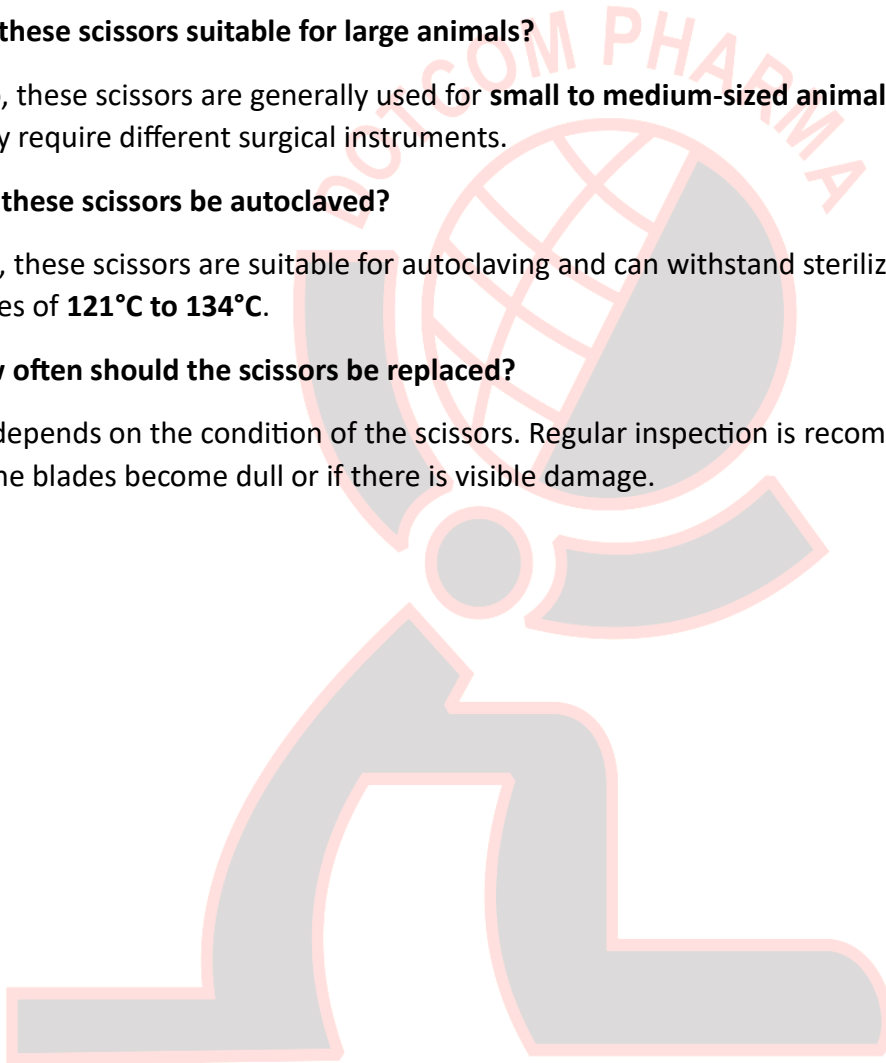 these scissors suitable for large animals?
DOTCOM PHARMA
, these scissors are generally used for small to medium-sized animal
y require different surgical instruments.
these scissors be autoclaved?
, these scissors are suitable for autoclaving and can withstand steriliz
es of 121°C to 134°C.
often should the scissors be replaced?
depends on the condition of the scissors. Regular inspection is recom
he blades become dull or if there is visible damage.